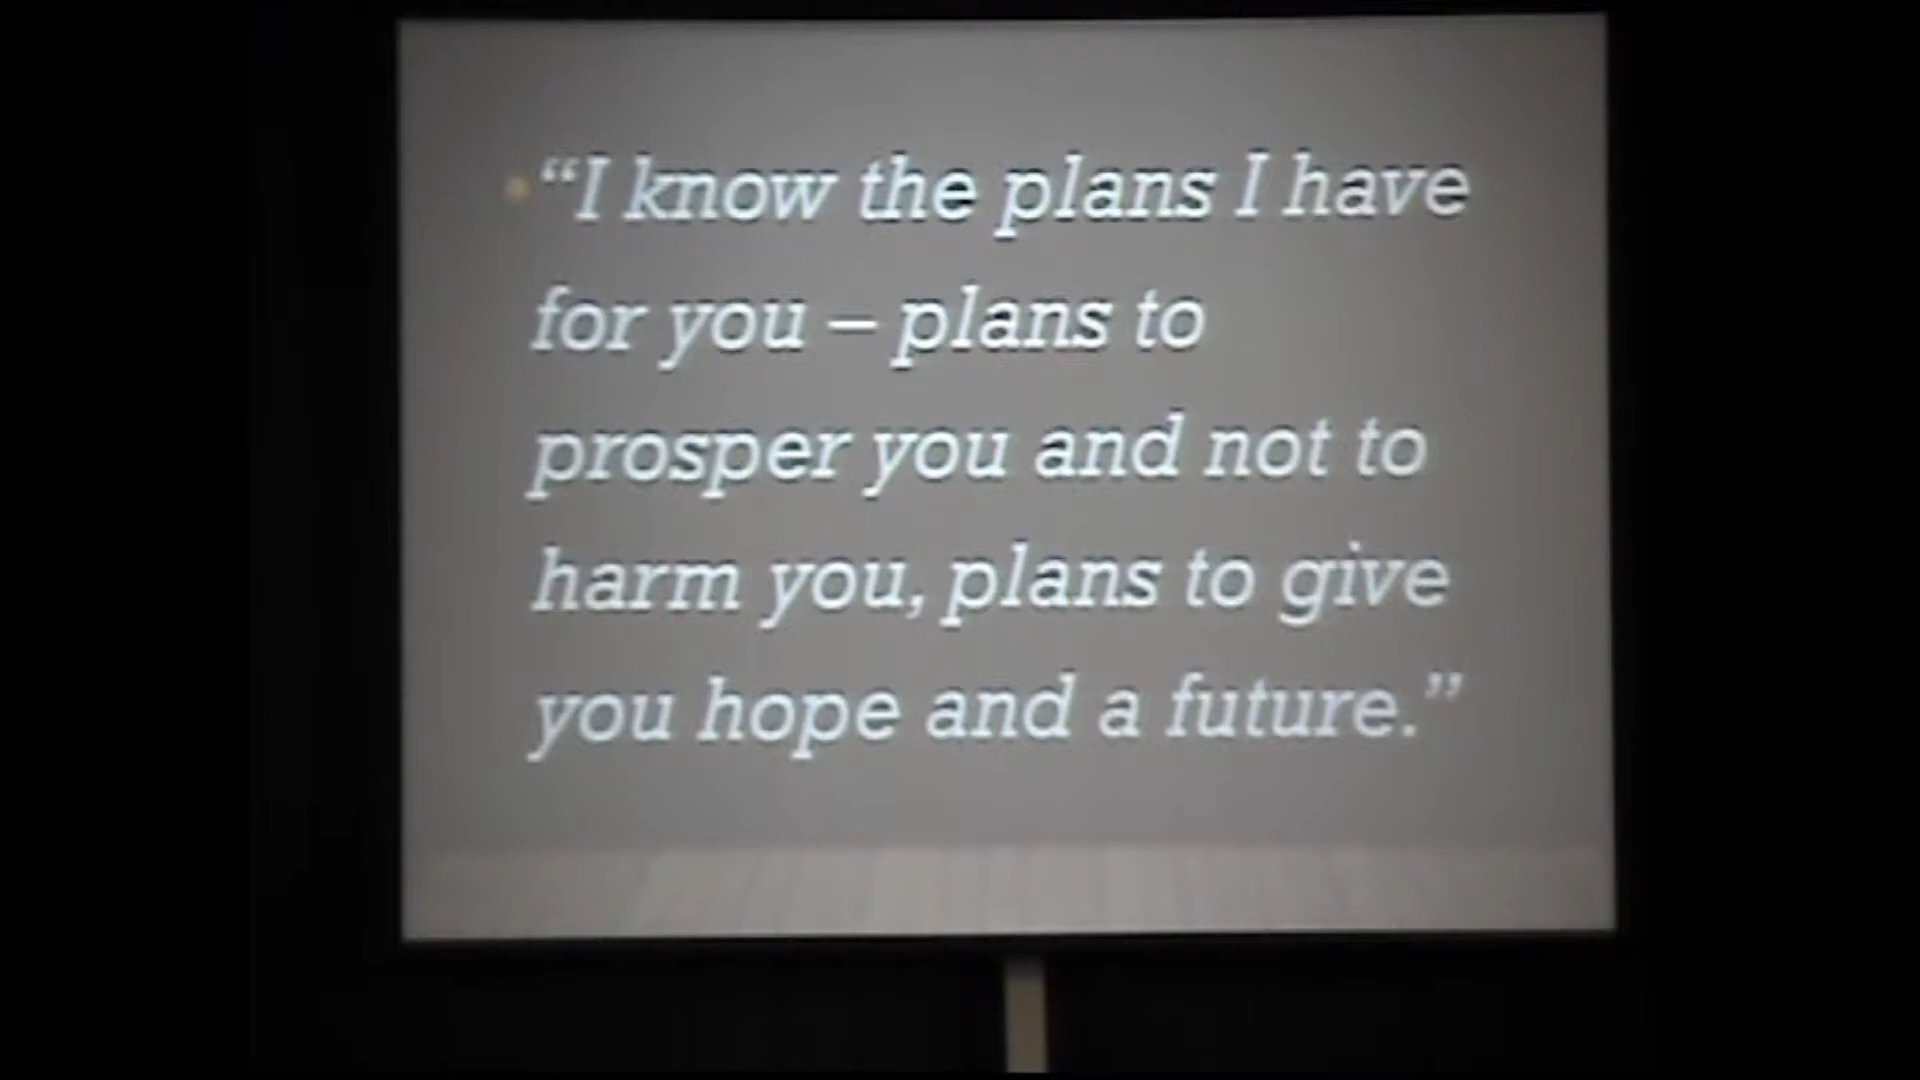 “I know the plans I have
for you – plans to
prosper you and not to
harm you, plans to give
you hope and a future.”